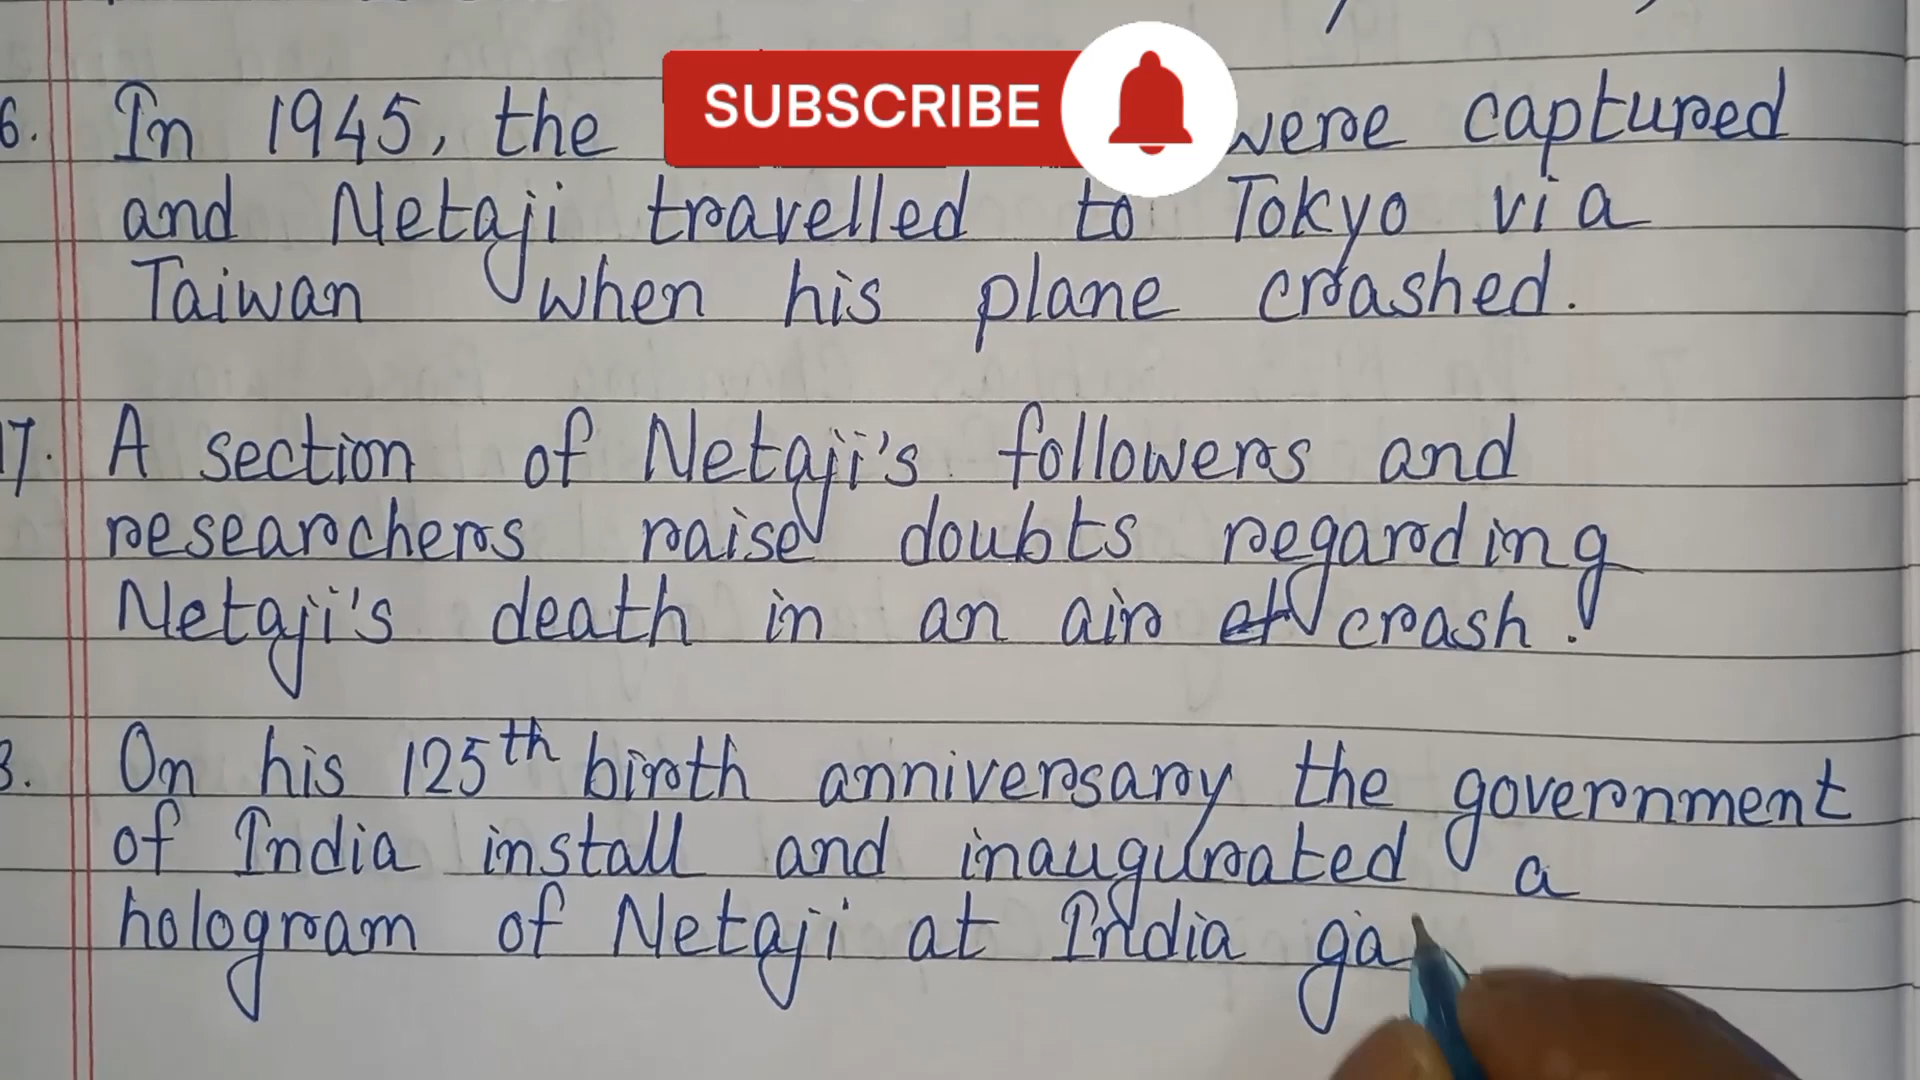 SUBSCRIBE
6. In 1945, the were captured
and Netaji travelled to Tokyo via
Taiwan when his plane crashed.
17. A section of Netaji's followers and
researchers raise doubts regarding
Netaji's death in an air crash.
8. On his 125th birth anniversary the government
of India install and inaugurated a
hologram of Netaji at India ga